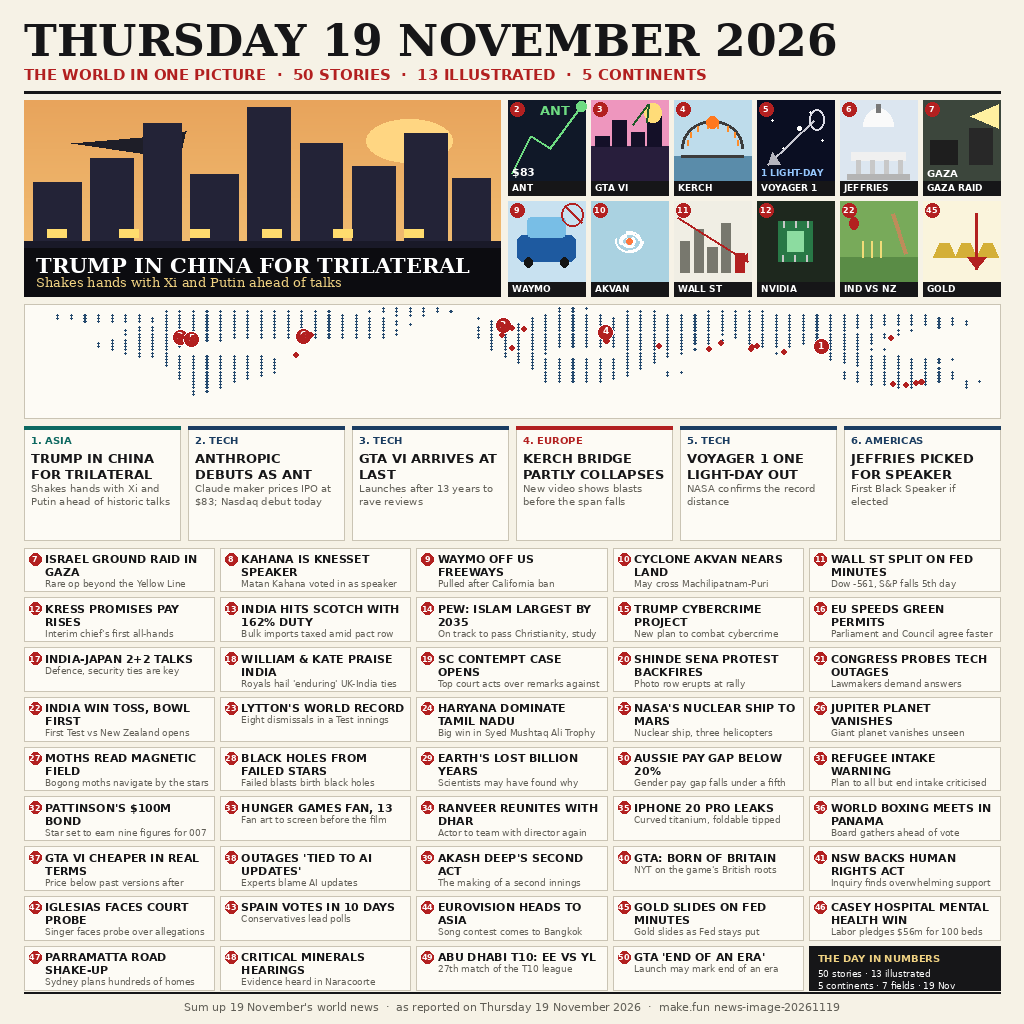 THURSDAY 19 NOVEMBER 2026
THE WORLD IN ONE PICTURE · 50 STORIES · 13 ILLUSTRATED · 5 CONTINENTS
TRUMP IN CHINA FOR TRILATERAL
Shakes hands with Xi and Putin ahead of talks
2
ANT
$83
ANT
3
GTA VI
4
KERCH
5
1 LIGHT-DAY
VOYAGER 1
6
JEFFRIES
7
GAZA
GAZA RAID
9
WAYMO
10
AKVAN
11
WALL ST
12
NVIDIA
22
IND VS NZ
45
GOLD
4
1
1. ASIA
TRUMP IN CHINA
FOR TRILATERAL
Shakes hands with Xi and
Putin ahead of historic talks
2. TECH
ANTHROPIC
DEBUTS AS ANT
Claude maker prices IPO at
$83; Nasdaq debut today
3. TECH
GTA VI ARRIVES AT
LAST
Launches after 13 years to
rave reviews
4. EUROPE
KERCH BRIDGE
PARTLY COLLAPSES
New video shows blasts
before the span falls
5. TECH
VOYAGER 1 ONE
LIGHT-DAY OUT
NASA confirms the record
distance
6. AMERICAS
JEFFRIES PICKED
FOR SPEAKER
First Black Speaker if
elected
7 ISRAEL GROUND RAID IN
GAZA
Rare op beyond the Yellow Line
8 KAHANA IS KNESSET
SPEAKER
Matan Kahana voted in as speaker
9 WAYMO OFF US
FREEWAYS
Pulled after California ban
10 CYCLONE AKVAN NEARS
LAND
May cross Machilipatnam-Puri
11 WALL ST SPLIT ON FED
MINUTES
Dow -561, S&P falls 5th day
12 KRESS PROMISES PAY
RISES
Interim chief's first all-hands
13 INDIA HITS SCOTCH WITH
162% DUTY
Bulk imports taxed amid pact row
14 PEW: ISLAM LARGEST BY
2035
On track to pass Christianity, study
15 TRUMP CYBERCRIME
PROJECT
New plan to combat cybercrime
16 EU SPEEDS GREEN
PERMITS
Parliament and Council agree faster
17 INDIA-JAPAN 2+2 TALKS
Defence, security ties are key
18 WILLIAM & KATE PRAISE
INDIA
Royals hail 'enduring' UK-India ties
19 SC CONTEMPT CASE
OPENS
Top court acts over remarks against
20 SHINDE SENA PROTEST
BACKFIRES
Photo row erupts at rally
21 CONGRESS PROBES TECH
OUTAGES
Lawmakers demand answers
22 INDIA WIN TOSS, BOWL
FIRST
First Test vs New Zealand opens
23 LYTTON'S WORLD RECORD
Eight dismissals in a Test innings
24 HARYANA DOMINATE
TAMIL NADU
Big win in Syed Mushtaq Ali Trophy
25 NASA'S NUCLEAR SHIP TO
MARS
Nuclear ship, three helicopters
26 JUPITER PLANET
VANISHES
Giant planet vanishes unseen
27 MOTHS READ MAGNETIC
FIELD
Bogong moths navigate by the stars
28 BLACK HOLES FROM
FAILED STARS
Failed blasts birth black holes
29 EARTH'S LOST BILLION
YEARS
Scientists may have found why
30 AUSSIE PAY GAP BELOW
20%
Gender pay gap falls under a fifth
31 REFUGEE INTAKE
WARNING
Plan to all but end intake criticised
32 PATTINSON'S $100M
BOND
Star set to earn nine figures for 007
33 HUNGER GAMES FAN, 13
Fan art to screen before the film
34 RANVEER REUNITES WITH
DHAR
Actor to team with director again
35 IPHONE 20 PRO LEAKS
Curved titanium, foldable tipped
36 WORLD BOXING MEETS IN
PANAMA
Board gathers ahead of vote
37 GTA VI CHEAPER IN REAL
TERMS
Price below past versions after
38 OUTAGES 'TIED TO AI
UPDATES'
Experts blame AI updates
39 AKASH DEEP'S SECOND
ACT
The making of a second innings
40 GTA: BORN OF BRITAIN
NYT on the game's British roots
41 NSW BACKS HUMAN
RIGHTS ACT
Inquiry finds overwhelming support
42 IGLESIAS FACES COURT
PROBE
Singer faces probe over allegations
43 SPAIN VOTES IN 10 DAYS
Conservatives lead polls
44 EUROVISION HEADS TO
ASIA
Song contest comes to Bangkok
45 GOLD SLIDES ON FED
MINUTES
Gold slides as Fed stays put
46 CASEY HOSPITAL MENTAL
HEALTH WIN
Labor pledges $56m for 100 beds
47 PARRAMATTA ROAD
SHAKE-UP
Sydney plans hundreds of homes
48 CRITICAL MINERALS
HEARINGS
Evidence heard in Naracoorte
49 ABU DHABI T10: EE VS YL
27th match of the T10 league
50 GTA 'END OF AN ERA'
Launch may mark end of an era
THE DAY IN NUMBERS
50 stories · 13 illustrated
5 continents · 7 fields · 19 Nov
Sum up 19 November's world news · as reported on Thursday 19 November 2026 · make.fun news-image-20261119